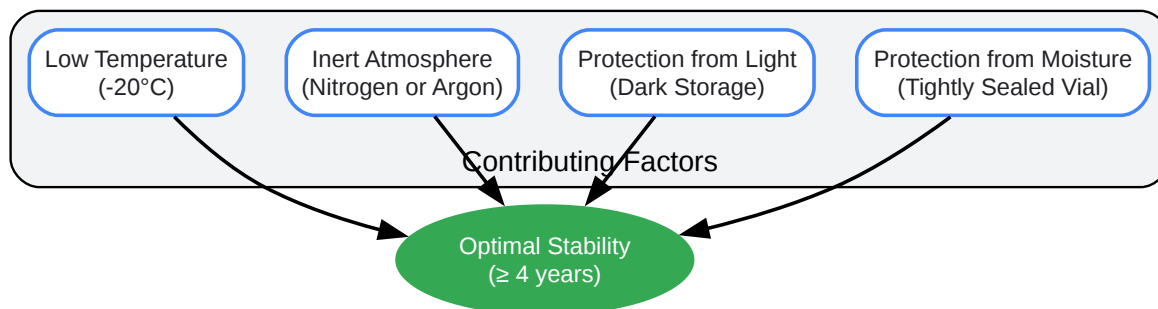 Low Temperature
(-20°C)
Inert Atmosphere
(Nitrogen or Argon)
Protection from Light
(Dark Storage)
Protection from Moisture
(Tightly Sealed Vial)
Contributing Factors
Optimal Stability
(≥ 4 years)